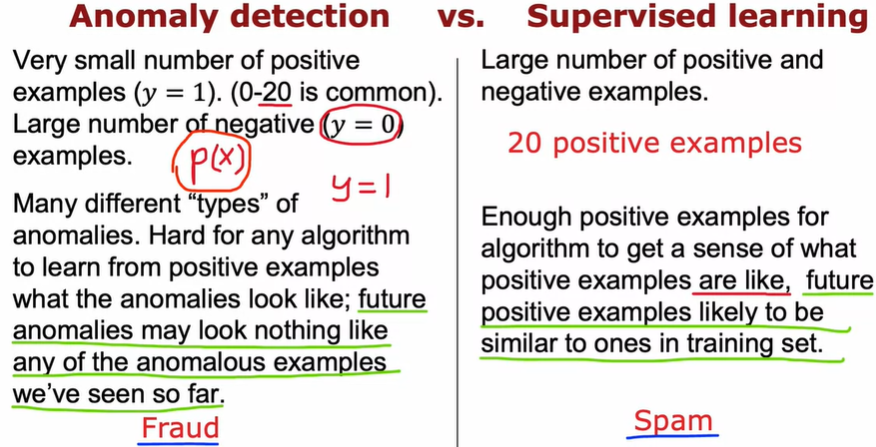 Anomaly detection vs. Supervised learning
Very small number of positive
examples (y = 1). (0-20 is common).
Large number of negative (y = 0)
examples.
p(x)
y=1
Many different “types” of
anomalies. Hard for any algorithm
to learn from positive examples
what the anomalies look like; future
anomalies may look nothing like
any of the anomalous examples
we’ve seen so far.
Fraud
Large number of positive and
negative examples.
20 positive examples
Enough positive examples for
algorithm to get a sense of what
positive examples are like, future
positive examples likely to be
similar to ones in training set.
Spam